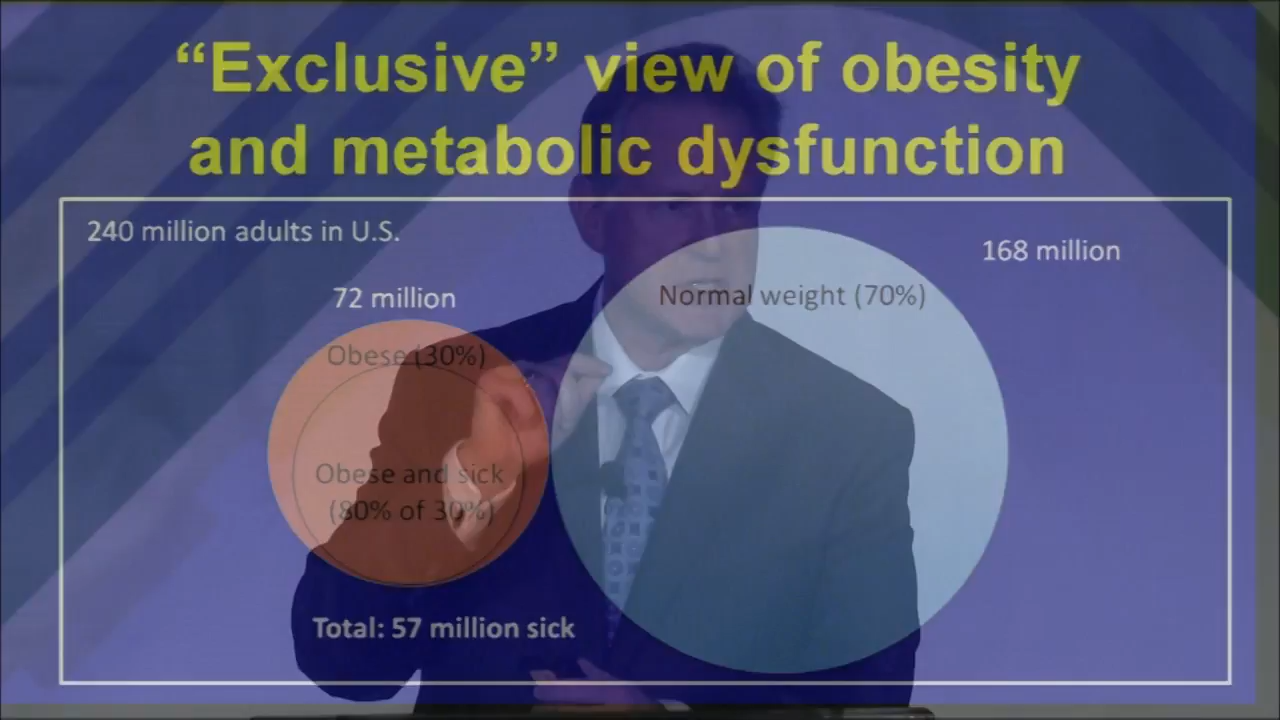 “Exclusive” view of obesity
and metabolic dysfunction
240 million adults in U.S.
168 million
72 million
Normal weight (70%)
Obese (30%)
Obese and sick
(80% of 30%)
Total: 57 million sick